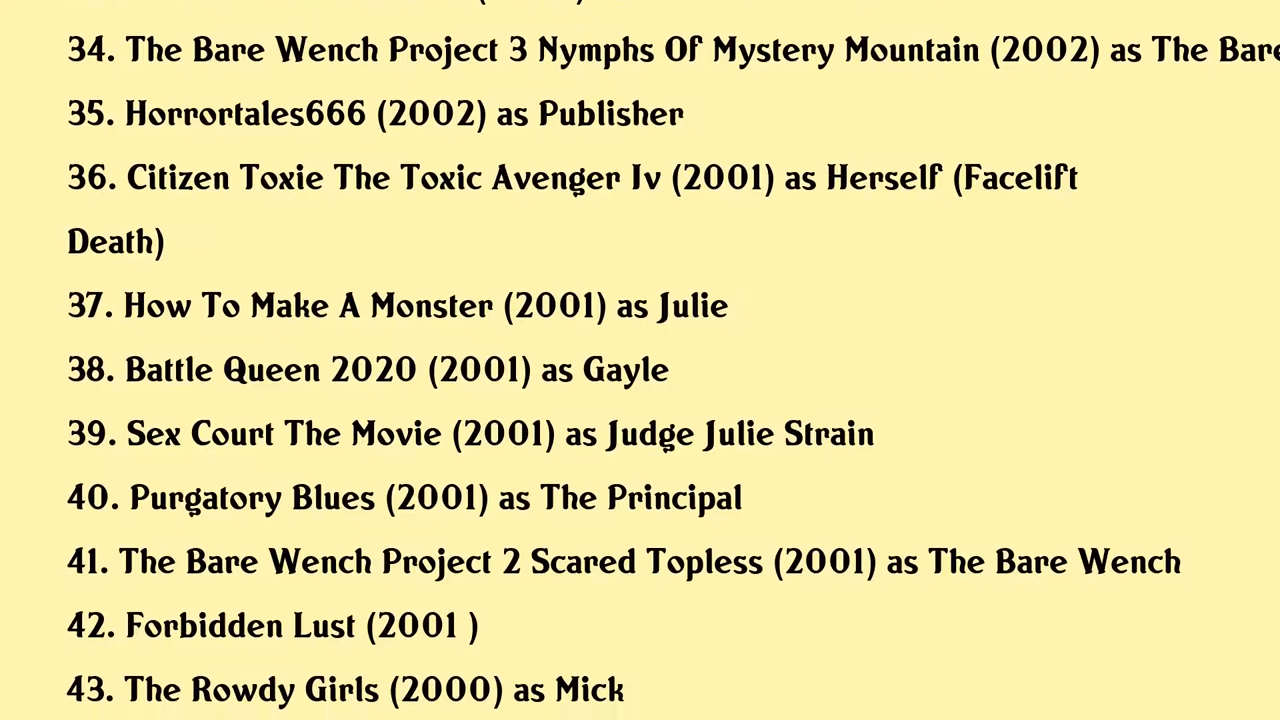 34. The Bare Wench Project 3 Nymphs Of Mystery Mountain (2002) as The Bare
35. Horrortales666 (2002) as Publisher
36. Citizen Toxie The Toxic Avenger Iv (2001) as Herself (Facelift
Death)
37. How To Make A Monster (2001) as Julie
38. Battle Queen 2020 (2001) as Gayle
39. Sex Court The Movie (2001) as Judge Julie Strain
40. Purgatory Blues (2001) as The Principal
41. The Bare Wench Project 2 Scared Topless (2001) as The Bare Wench
42. Forbidden Lust (2001 )
43. The Rowdy Girls (2000) as Mick